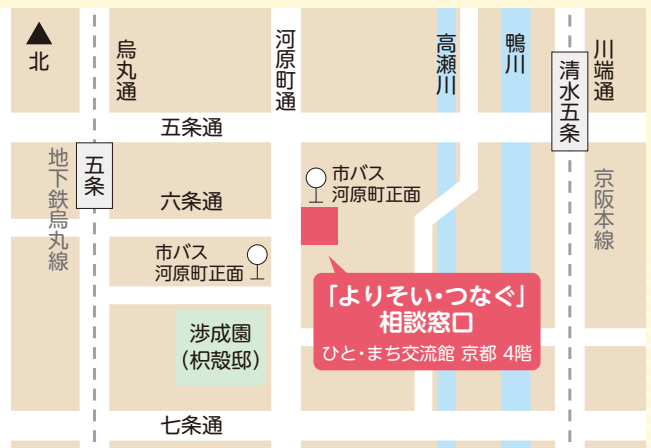 北
烏丸通
河原町通
高瀬川
鴨川
川端通
清水五条
五条通
地下鉄烏丸線
五条
市バス
河原町正面
六条通
京阪本線
市バス
河原町正面
「よりそい・つなぐ」
相談窓口
ひと・まち交流館 京都 4階
渉成園
(枳殻邸)
七条通